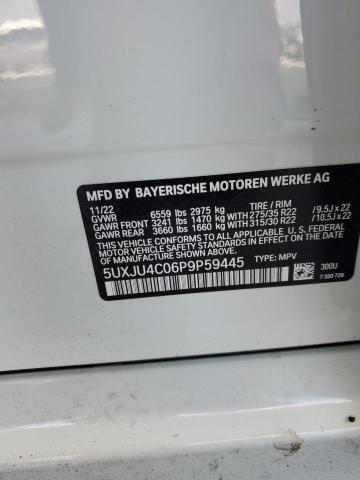 MFD BY BAYERISCHE MOTOREN WERKE AG
11/22 TIRE / RIM
GVWR 6559 lbs 2975 kg
GAWR FRONT 3241 lbs 1470 kg WITH 275/35 R22 / 9.5J x 22
GAWR REAR 3660 lbs 1660 kg WITH 315/30 R22 / 10.5J x 22
THIS VEHICLE CONFORMS TO ALL APPLICABLE U.S. FEDERAL
MOTOR VEHICLE SAFETY STANDARDS IN EFFECT ON THE
DATE OF MANUFACTURE SHOWN ABOVE.
5UXJU4C06P9P59445 TYPE: MPV
300U
7 320 729